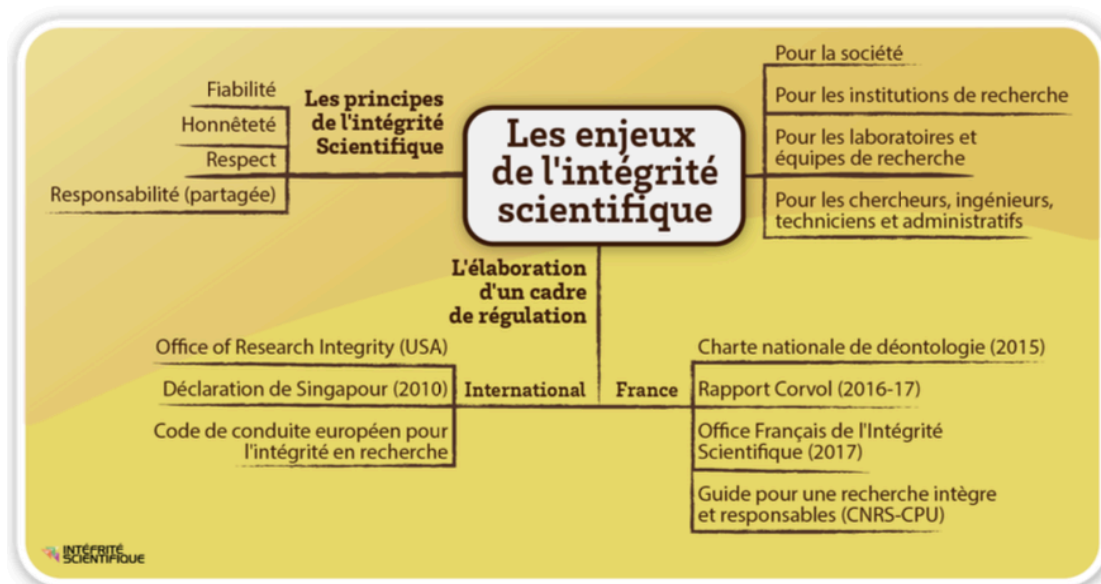 Les enjeux
de l'intégrité
scientifique
Les principes
de l'intégrité
Scientifique
Fiabilité
Honnêteté
Respect
Responsabilité (partagée)
Pour la société
Pour les institutions de recherche
Pour les laboratoires et
équipes de recherche
Pour les chercheurs, ingénieurs,
techniciens et administratifs
L'élaboration
d'un cadre
de régulation
International
Office of Research Integrity (USA)
Déclaration de Singapour (2010)
Code de conduite européen pour
l'intégrité en recherche
France
Charte nationale de déontologie (2015)
Rapport Corvol (2016-17)
Office Français de l'Intégrité
Scientifique (2017)
Guide pour une recherche intègre
et responsables (CNRS-CPU)
INTÉFRITÉ
SCIENTIFIQUE